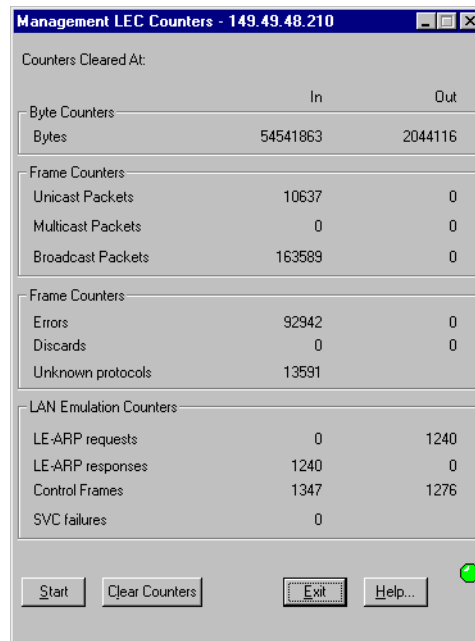 Management LEC Counters - 149.49.48.210
Counters Cleared At:
In Out
Byte Counters
Bytes 54541863 2044116
Frame Counters
Unicast Packets 10637 0
Multicast Packets 0 0
Broadcast Packets 163589 0
Frame Counters
Errors 92942 0
Discards 0 0
Unknown protocols 13591
LAN Emulation Counters
LE-ARP requests 0 1240
LE-ARP responses 1240 0
Control Frames 1347 1276
SVC failures 0
Start Clear Counters Exit Help...